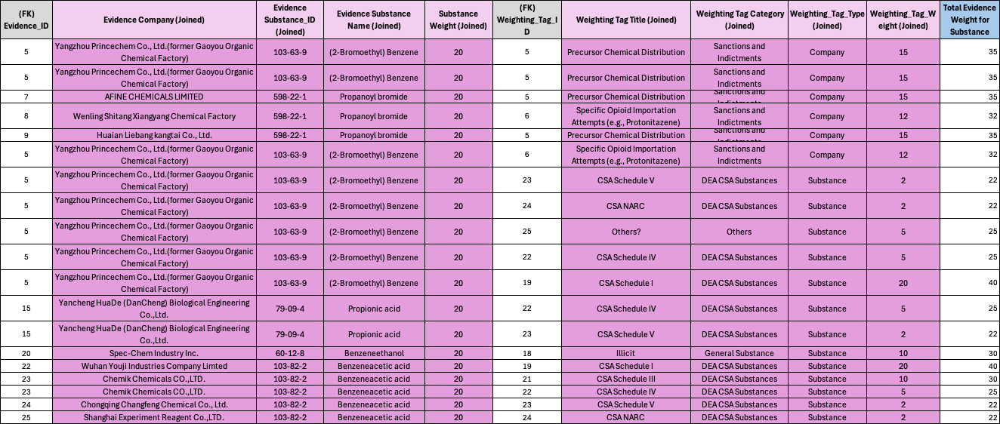 (FK) Evidence_ID | Evidence Company (Joined) | Evidence Substance_ID (Joined) | Evidence Substance Name (Joined) | Substance Weight (Joined) | (FK) Weighting_Tag_ID | Weighting Tag Title (Joined) | Weighting Tag Category (Joined) | Weighting_Tag_Type (Joined) | Weighting_Tag_Weight (Joined) | Total Evidence Weight for Substance
5 | Yangzhou Princechem Co., Ltd.(former Gaoyou Organic Chemical Factory) | 103-63-9 | (2-Bromoethyl) Benzene | 20 | 5 | Precursor Chemical Distribution | Sanctions and Indictments | Company | 15 | 35
5 | Yangzhou Princechem Co., Ltd.(former Gaoyou Organic Chemical Factory) | 103-63-9 | (2-Bromoethyl) Benzene | 20 | 5 | Precursor Chemical Distribution | Sanctions and Indictments | Company | 15 | 35
7 | AFINE CHEMICALS LIMITED | 598-22-1 | Propanoyl bromide | 20 | 5 | Precursor Chemical Distribution | Sanctions and Indictments | Company | 15 | 35
8 | Wenling Shitang Xiangyang Chemical Factory | 598-22-1 | Propanoyl bromide | 20 | 6 | Specific Opioid Importation Attempts (e.g., Protonitazene) | Sanctions and Indictments | Company | 12 | 32
9 | Huaian Liebang kangtai Co., Ltd. | 598-22-1 | Propanoyl bromide | 20 | 5 | Precursor Chemical Distribution | Sanctions and Indictments | Company | 15 | 35
5 | Yangzhou Princechem Co., Ltd.(former Gaoyou Organic Chemical Factory) | 103-63-9 | (2-Bromoethyl) Benzene | 20 | 6 | Specific Opioid Importation Attempts (e.g., Protonitazene) | Sanctions and Indictments | Company | 12 | 32
5 | Yangzhou Princechem Co., Ltd.(former Gaoyou Organic Chemical Factory) | 103-63-9 | (2-Bromoethyl) Benzene | 20 | 23 | CSA Schedule V | DEA CSA Substances | Substance | 2 | 22
5 | Yangzhou Princechem Co., Ltd.(former Gaoyou Organic Chemical Factory) | 103-63-9 | (2-Bromoethyl) Benzene | 20 | 24 | CSA NARC | DEA CSA Substances | Substance | 2 | 22
5 | Yangzhou Princechem Co., Ltd.(former Gaoyou Organic Chemical Factory) | 103-63-9 | (2-Bromoethyl) Benzene | 20 | 25 | Others? | Others | Substance | 5 | 25
5 | Yangzhou Princechem Co., Ltd.(former Gaoyou Organic Chemical Factory) | 103-63-9 | (2-Bromoethyl) Benzene | 20 | 22 | CSA Schedule IV | DEA CSA Substances | Substance | 5 | 25
5 | Yangzhou Princechem Co., Ltd.(former Gaoyou Organic Chemical Factory) | 103-63-9 | (2-Bromoethyl) Benzene | 20 | 19 | CSA Schedule I | DEA CSA Substances | Substance | 20 | 40
15 | Yancheng HuaDe (DanCheng) Biological Engineering Co.,Ltd. | 79-09-4 | Propionic acid | 20 | 22 | CSA Schedule IV | DEA CSA Substances | Substance | 5 | 25
15 | Yancheng HuaDe (DanCheng) Biological Engineering Co.,Ltd. | 79-09-4 | Propionic acid | 20 | 23 | CSA Schedule V | DEA CSA Substances | Substance | 2 | 22
20 | Spec-Chem Industry Inc. | 60-12-8 | Benzeneethanol | 20 | 18 | Illicit | General Substance | Substance | 10 | 30
22 | Wuhan Youji Industries Company Limted | 103-82-2 | Benzeneacetic acid | 20 | 19 | CSA Schedule I | DEA CSA Substances | Substance | 20 | 40
23 | Chemik Chemicals CO.,LTD. | 103-82-2 | Benzeneacetic acid | 20 | 21 | CSA Schedule III | DEA CSA Substances | Substance | 10 | 30
23 | Chemik Chemicals CO.,LTD. | 103-82-2 | Benzeneacetic acid | 20 | 22 | CSA Schedule IV | DEA CSA Substances | Substance | 5 | 25
24 | Chongqing Changfeng Chemical Co., Ltd. | 103-82-2 | Benzeneacetic acid | 20 | 23 | CSA Schedule V | DEA CSA Substances | Substance | 2 | 22
25 | Shanghai Experiment Reagent Co.,LTD. | 103-82-2 | Benzeneacetic acid | 20 | 24 | CSA NARC | DEA CSA Substances | Substance | 2 | 22